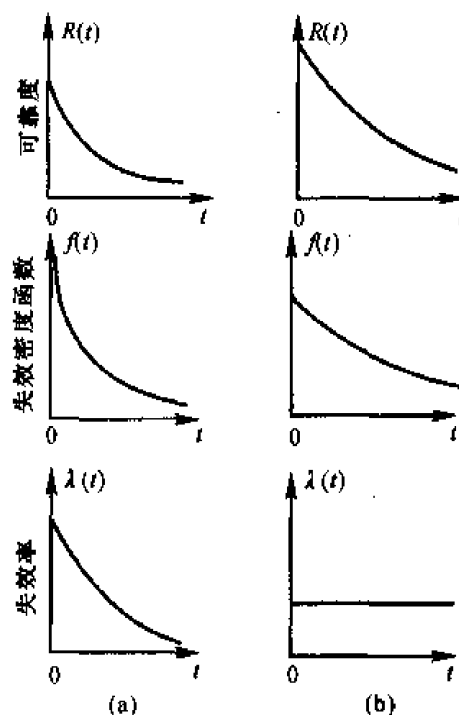 R(t) R(t)
可靠度
0 t 0 t
f(t) f(t)
失效密度函数
0 t 0 t
λ(t) λ(t)
失效率
0 t 0 t
(a) (b)